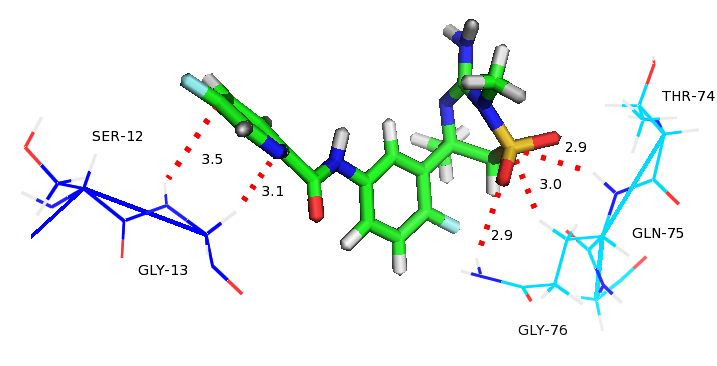 THR-74
SER-12
2.9
3.5
3.0
3.1
GLN-75
2.9
GLY-13
GLY-76